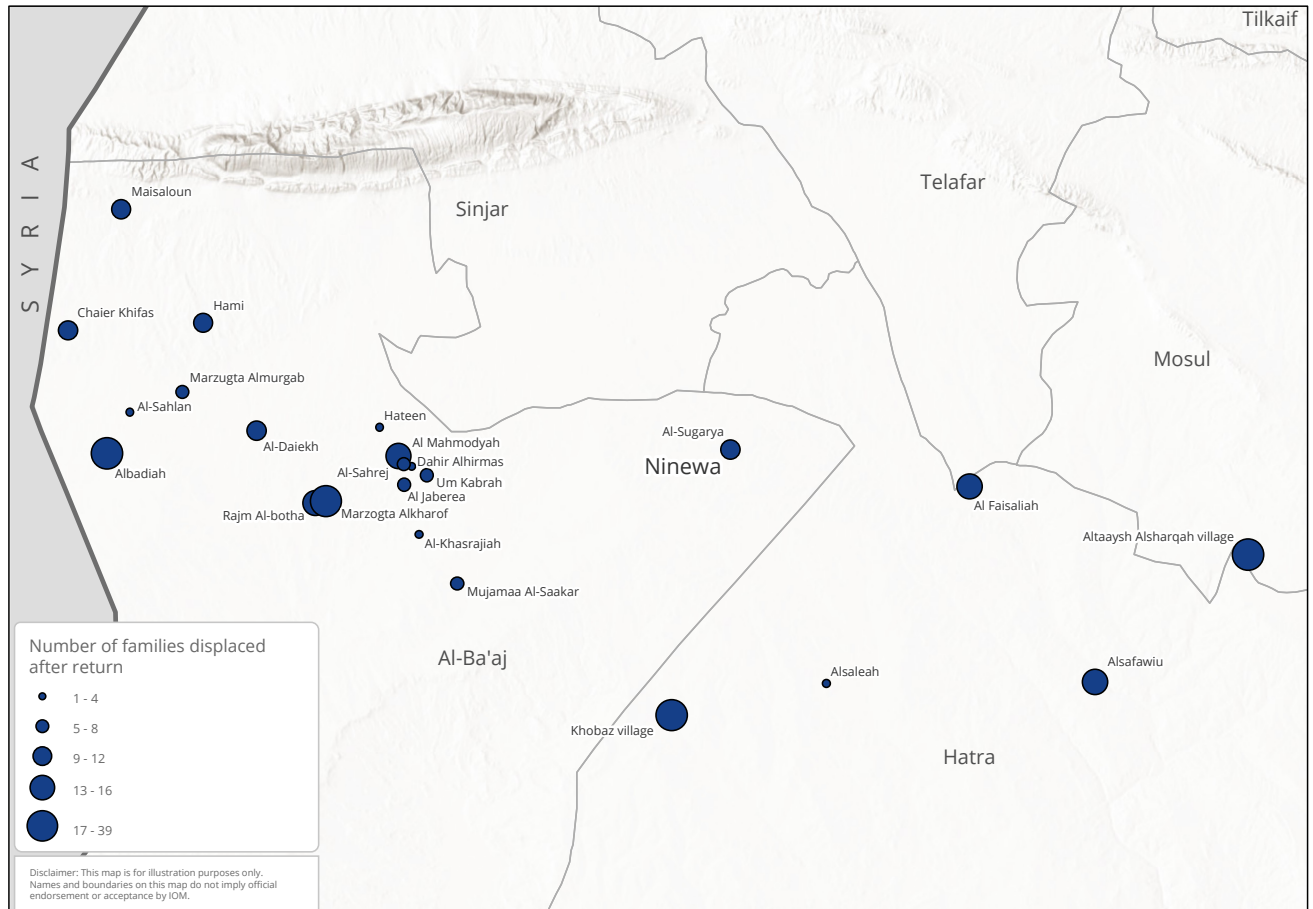 Tilkaif
SYRIA
Maisaloun
Sinjar
Telafar
Chaier Khifas
Hami
Mosul
Marzugta Almurgab
Al-Sahlan
Hateen
Al-Daiekh
Al Mahmodyah
Al-Sugarya
Albadiah
Al-Sahrej
Dahir Alhirmas
Ninewa
Um Kabrah
Al Jaberea
Rajm Al-botha
Marzogta Alkharof
Al Faisaliah
Al-Khasrajiah
Altaaysh Alsharqah village
Mujamaa Al-Saakar
Al-Ba'aj
Alsaleah
Alsafawiu
Khobaz village
Hatra
Number of families displaced
after return
1 - 4
5 - 8
9 - 12
13 - 16
17 - 39
Disclaimer: This map is for illustration purposes only.
Names and boundaries on this map do not imply official
endorsement or acceptance by IOM.